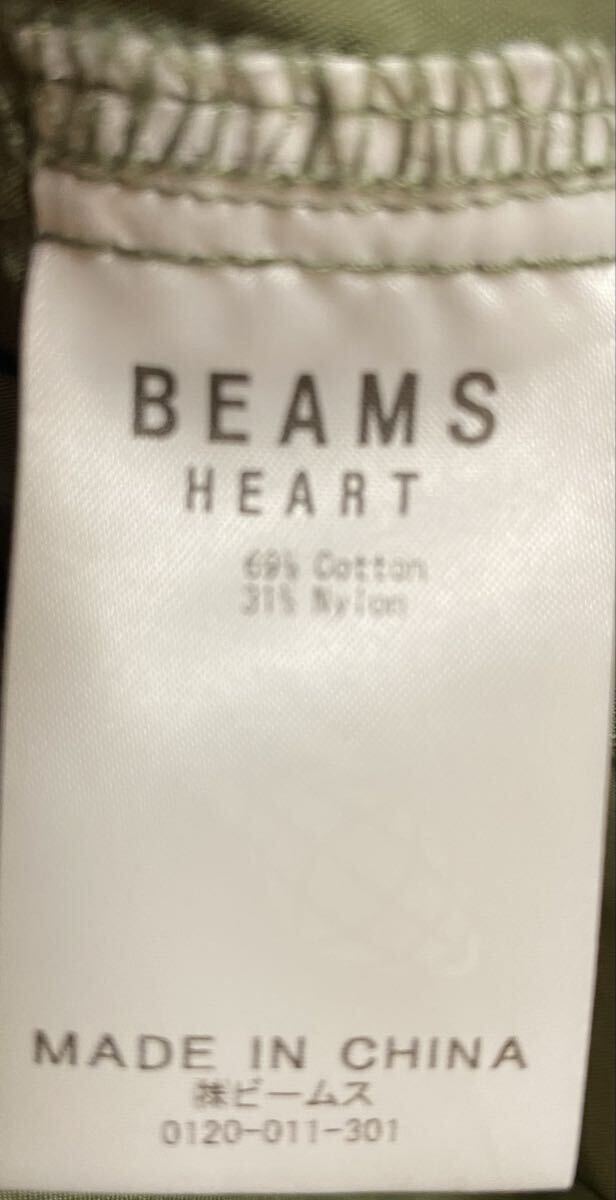 BEAMS
HEART
69% Cotton
31% Nylon
MADE IN CHINA
㈱ビームス
0120-011-301